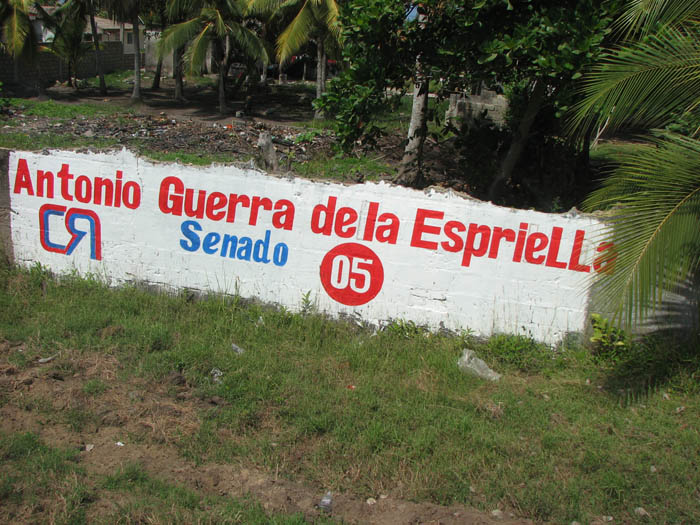 Antonio Guerra de la EsprieLLa
CR
Senado
05